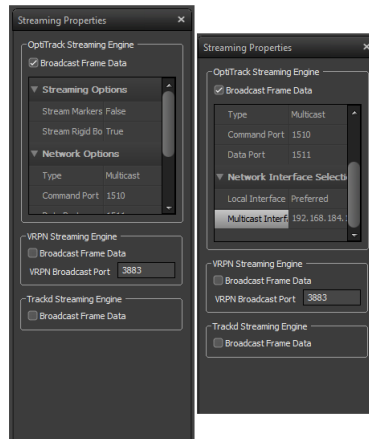 Streaming Properties
OptiTrack Streaming Engine
Broadcast Frame Data
Streaming Options
Stream Markers False
Stream Rigid Bo True
Network Options
Type Multicast
Command Port 1510
VRPN Streaming Engine
Broadcast Frame Data
VRPN Broadcast Port 3883
Trackd Streaming Engine
Broadcast Frame Data
Streaming Properties
OptiTrack Streaming Engine
Broadcast Frame Data
Type Multicast
Command Port 1510
Data Port 1511
Network Interface Selecti
Local Interface Preferred
Multicast Interf. 192.168.184.
VRPN Streaming Engine
Broadcast Frame Data
VRPN Broadcast Port 3883
Trackd Streaming Engine
Broadcast Frame Data